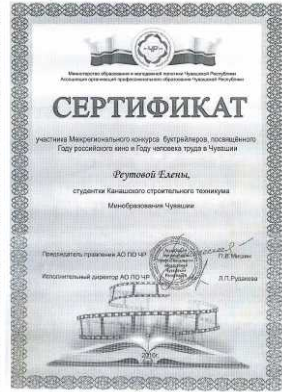 ЧР
Министерство образования и молодежной политики Чувашской Республики
Ассоциация организаций профессионального образования Чувашской Республики
СЕРТИФИКАТ
участника Межрегионального конкурса буктрейлеров, посвящённого
Году российского кино и Году человека труда в Чувашии
Реутовой Елены,
студентки Канашского строительного техникума
Минобразования Чувашии
Председатель правления АО ПО ЧР
Исполнительный директор АО ПО ЧР
Л.П.Рудакова